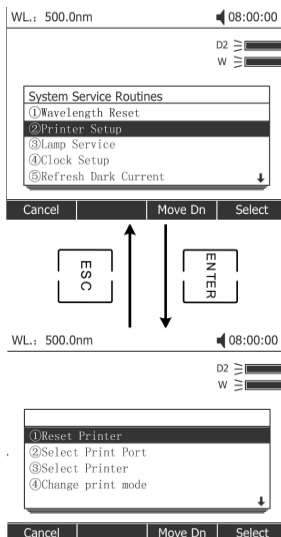 WL.: 500.0nm 08:00:00
D2
W
System Service Routines
①Wavelength Reset
②Printer Setup
③Lamp Service
④Clock Setup
⑤Refresh Dark Current
Cancel Move Dn Select
ESC
ENTER
WL.: 500.0nm 08:00:00
D2
W
①Reset Printer
②Select Print Port
③Select Printer
④Change print mode
Cancel Move Dn Select